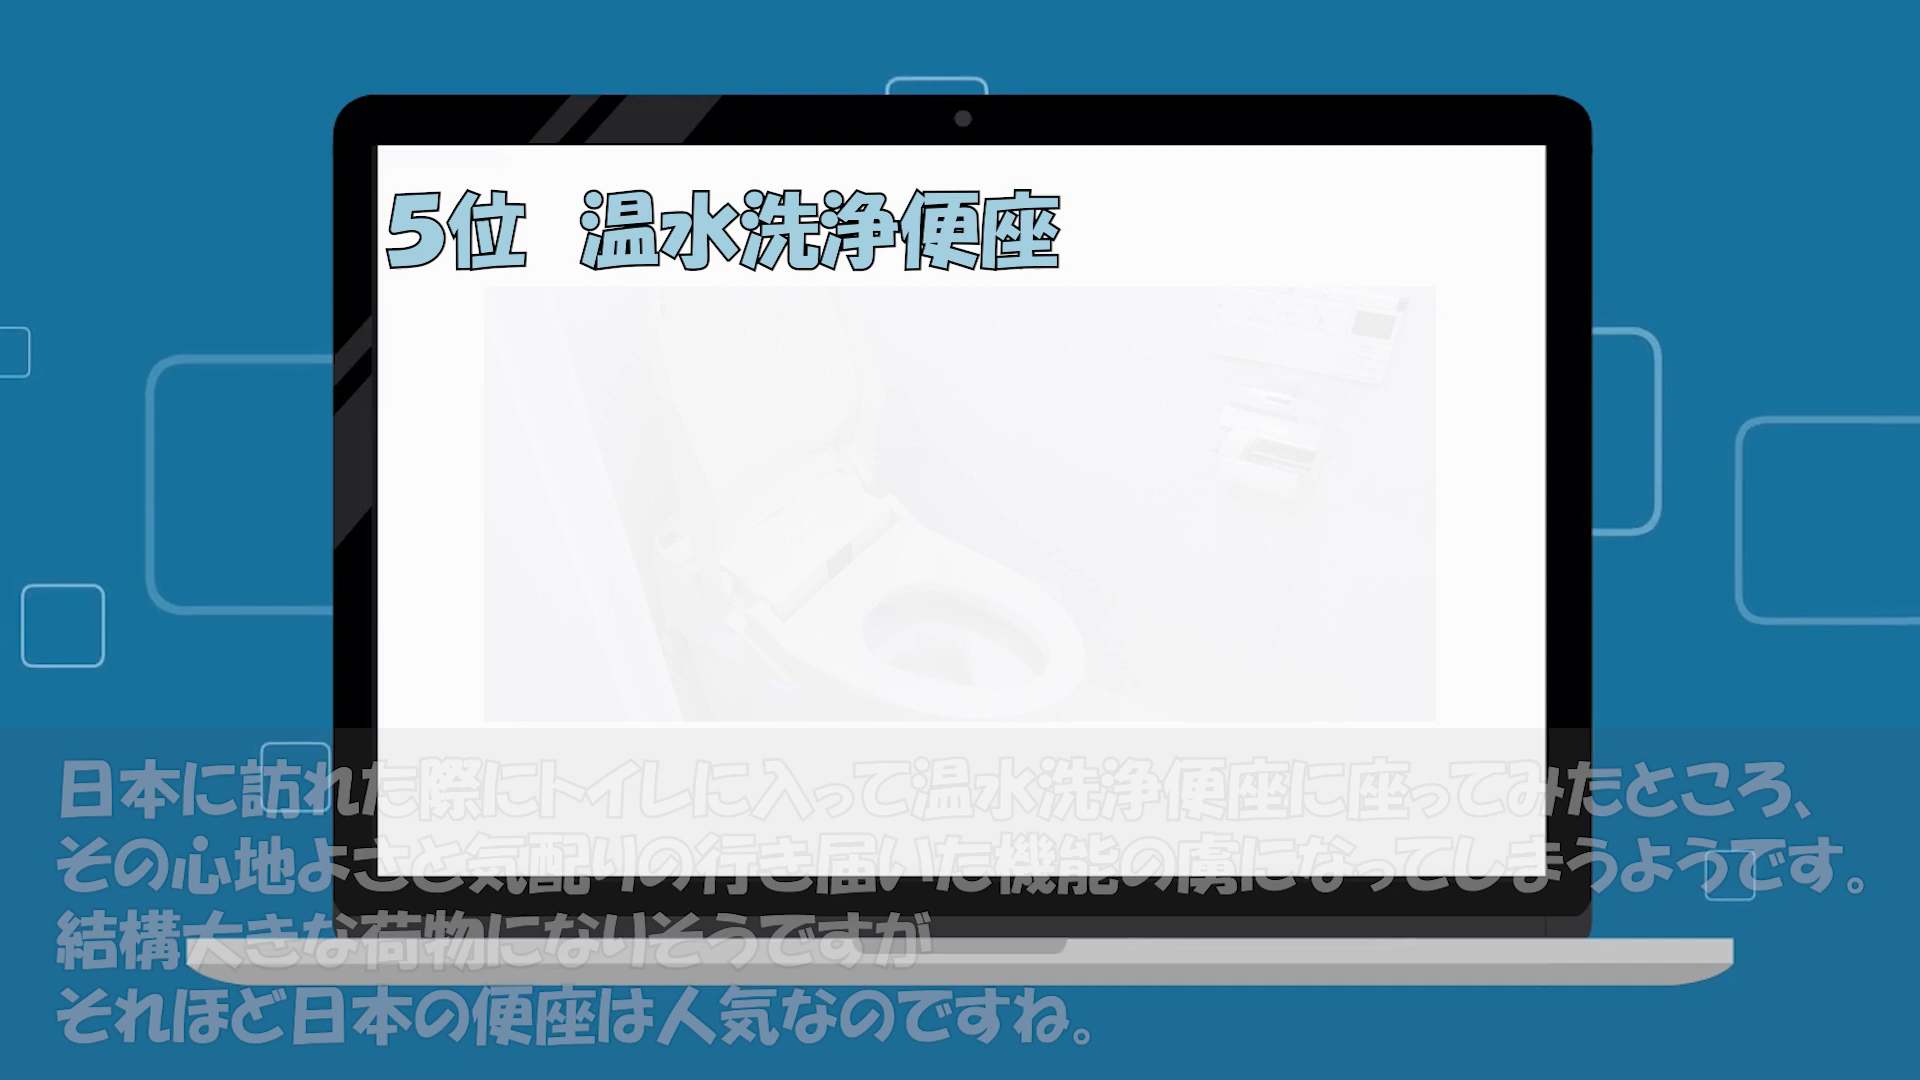 5位 温水洗浄便座
日本に訪れた際にトイレに入って温水洗浄便座に座ってみたところ、
その心地よさと気配りの行き届いた機能の虜になってしまうようです。
結構大きな荷物になりそうですが
それほど日本の便座は人気なのですね。